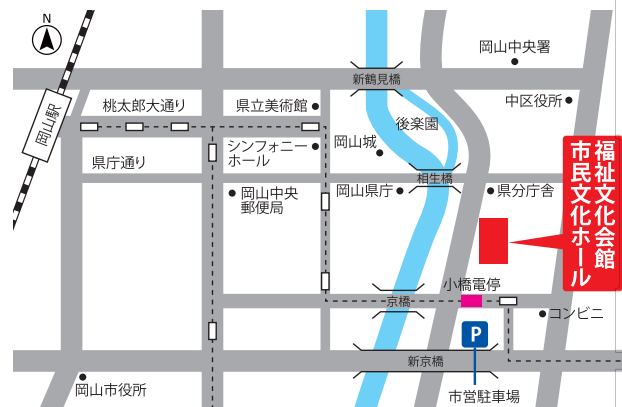 N
岡山中央署
新鶴見橋
中区役所
岡山駅
桃太郎大通り
県立美術館
後楽園
シンフォニー
ホール
岡山城
県庁通り
相生橋
福祉文化会館
市民文化ホール
岡山中央
郵便局
岡山県庁
県分庁舎
小橋電停
京橋
コンビニ
P
新京橋
岡山市役所
市営駐車場